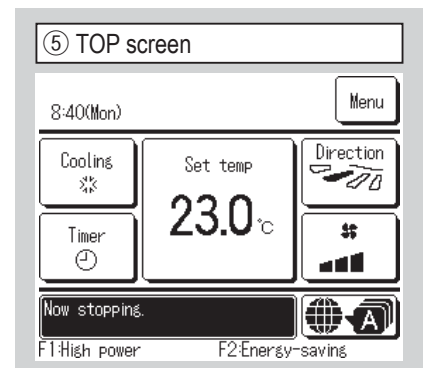 ⑤ TOP screen
8:40(Mon)
Menu
Cooling
Set temp
Direction
23.0°C
Timer
Now stopping.
A
F1:High power
F2:Energy-saving